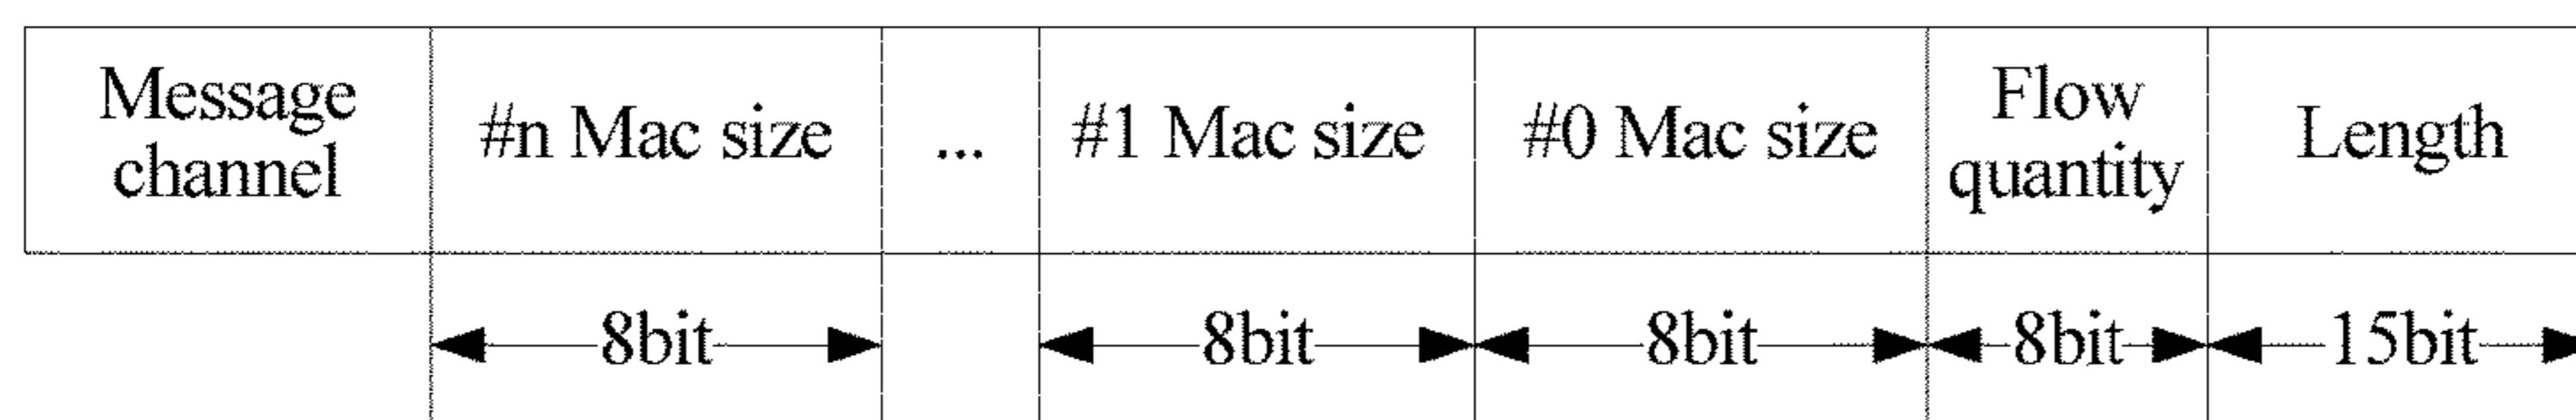 Message
channel
#n Mac size
...
#1 Mac size
#0 Mac size
Flow
quantity
Length
8bit
8bit
8bit
8bit
15bit